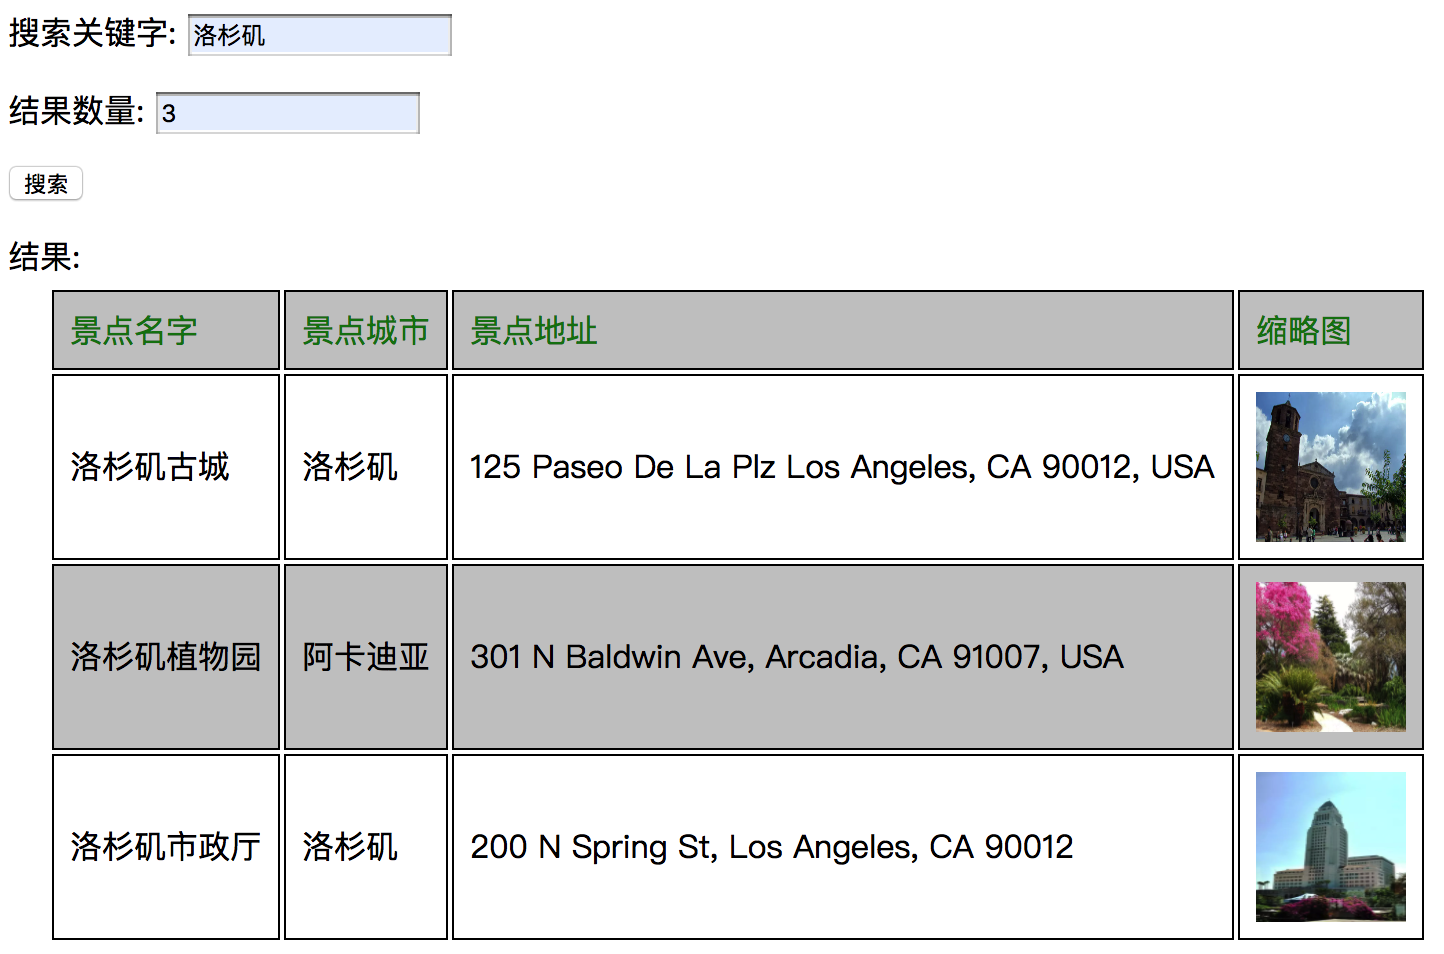 搜索关键字: 洛杉矶
结果数量: 3
搜索
结果:
景点名字 景点城市 景点地址 缩略图
洛杉矶古城 洛杉矶 125 Paseo De La Plz Los Angeles, CA 90012, USA
洛杉矶植物园 阿卡迪亚 301 N Baldwin Ave, Arcadia, CA 91007, USA
洛杉矶市政厅 洛杉矶 200 N Spring St, Los Angeles, CA 90012